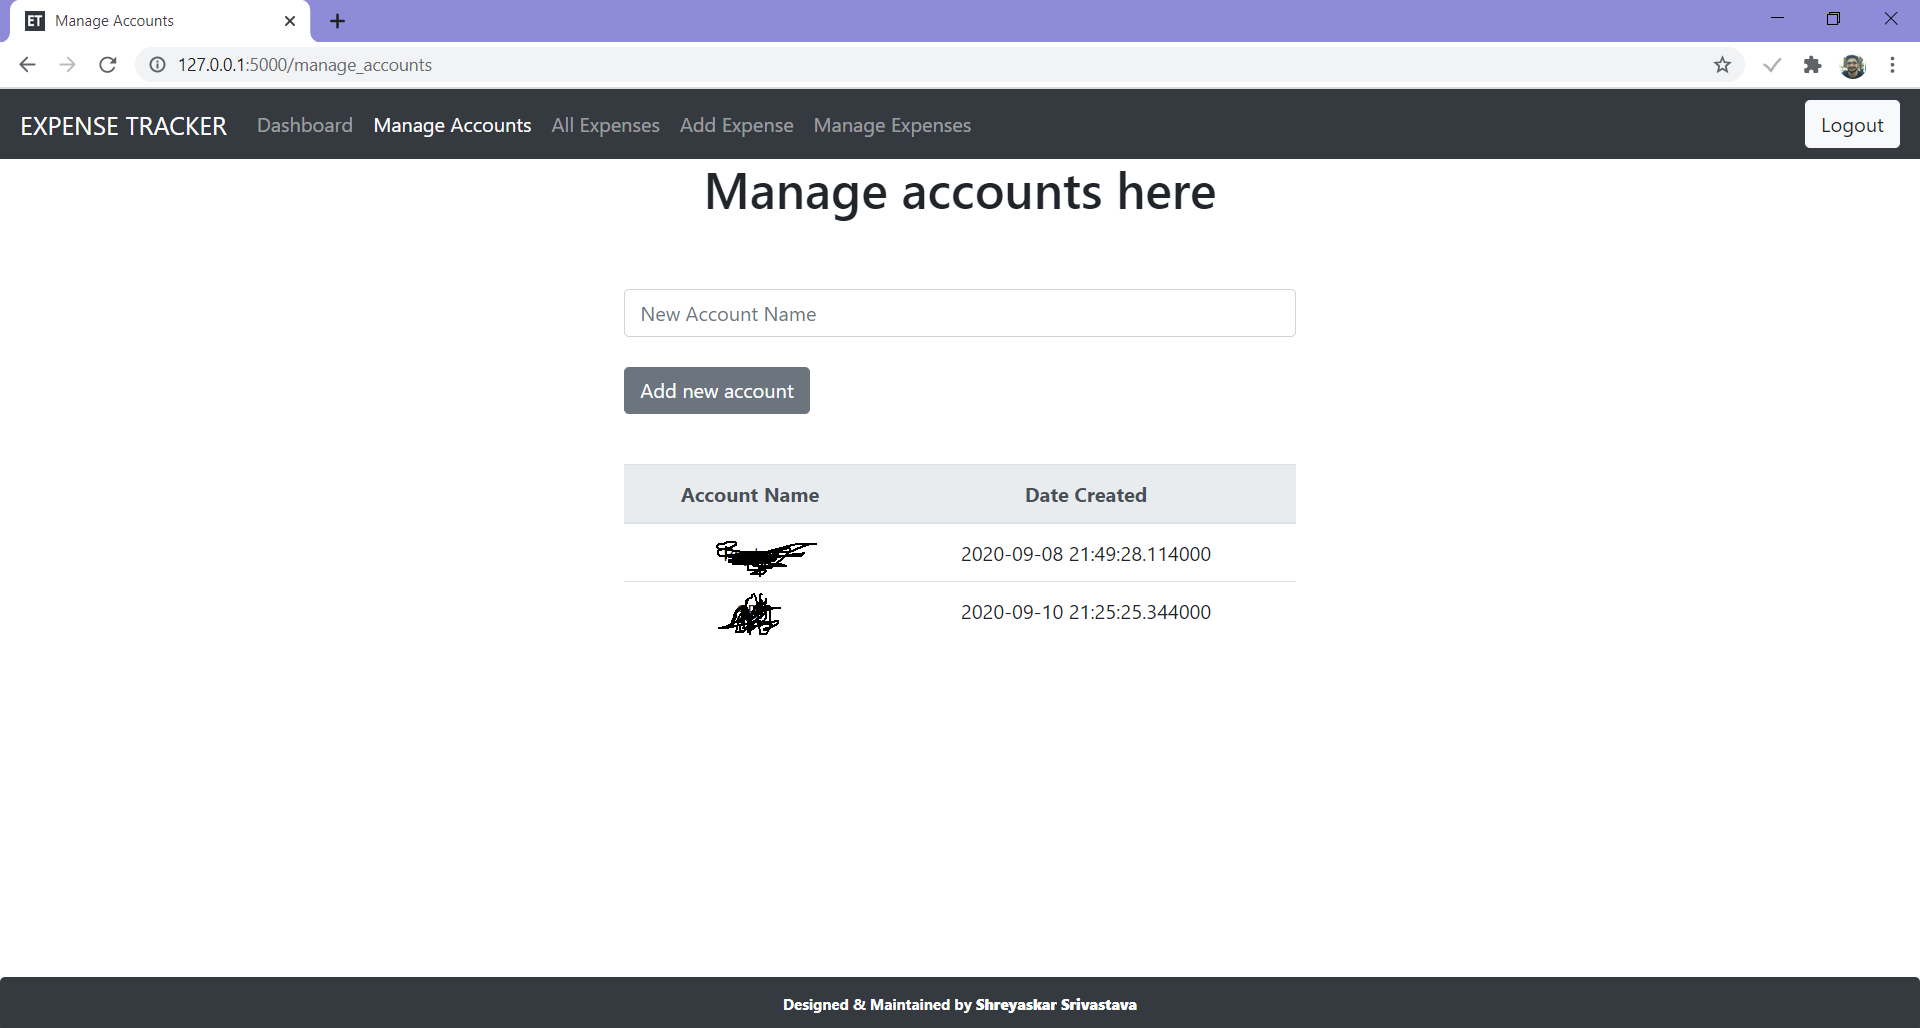 ET Manage Accounts
127.0.0.1:5000/manage_accounts
EXPENSE TRACKER Dashboard Manage Accounts All Expenses Add Expense Manage Expenses Logout
Manage accounts here
New Account Name
Add new account
Account Name Date Created
2020-09-08 21:49:28.114000
2020-09-10 21:25:25.344000
Designed & Maintained by Shreyaskar Srivastava